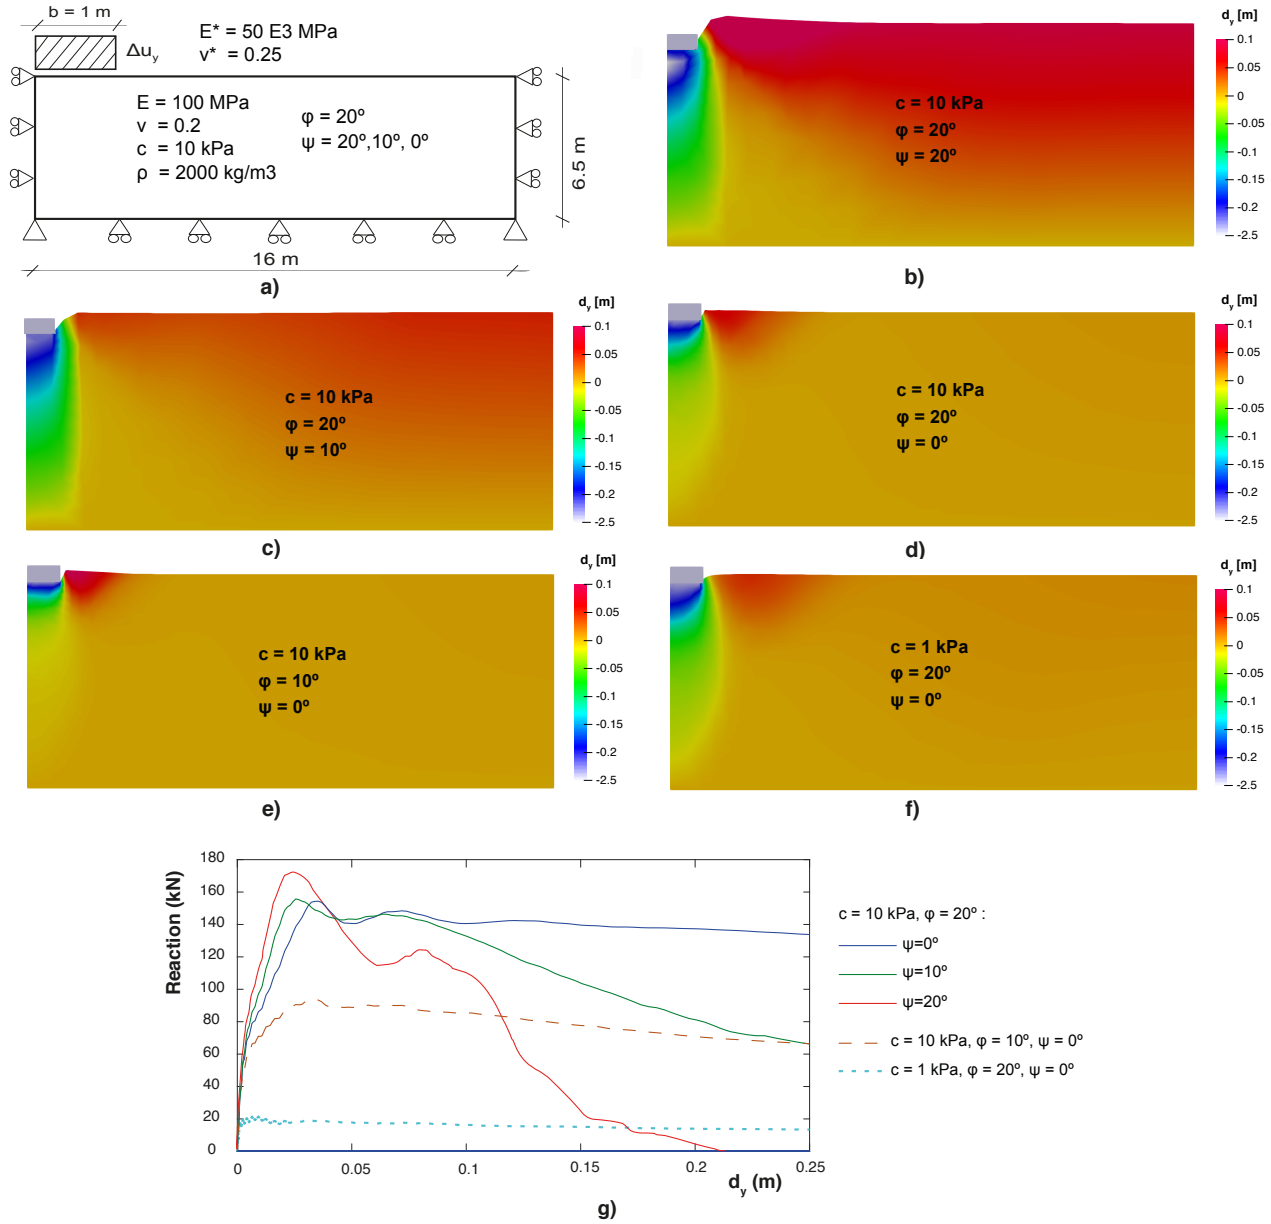 b = 1 m
Δu_y
E* = 50 E3 MPa
ν* = 0.25
E = 100 MPa
ν = 0.2
c = 10 kPa
ρ = 2000 kg/m3
φ = 20º
ψ = 20º,10º, 0º
6.5 m
16 m
a)
d_y [m]
0.1
0.05
0
-0.05
-0.1
-0.15
-0.2
-2.5
c = 10 kPa
φ = 20º
ψ = 20º
b)
d_y [m]
0.1
0.05
0
-0.05
-0.1
-0.15
-0.2
-2.5
c = 10 kPa
φ = 20º
ψ = 10º
c)
d_y [m]
0.1
0.05
0
-0.05
-0.1
-0.15
-0.2
-2.5
c = 10 kPa
φ = 20º
ψ = 0º
d)
d_y [m]
0.1
0.05
0
-0.05
-0.1
-0.15
-0.2
-2.5
c = 10 kPa
φ = 10º
ψ = 0º
e)
d_y [m]
0.1
0.05
0
-0.05
-0.1
-0.15
-0.2
-2.5
c = 1 kPa
φ = 20º
ψ = 0º
f)
Reaction (kN)
180
160
140
120
100
80
60
40
20
0
0
0.05
0.1
0.15
0.2
0.25
d_y (m)
c = 10 kPa, φ = 20º :
ψ=0º
ψ=10º
ψ=20º
c = 10 kPa, φ = 10º, ψ = 0º
c = 1 kPa, φ = 20º, ψ = 0º
g)